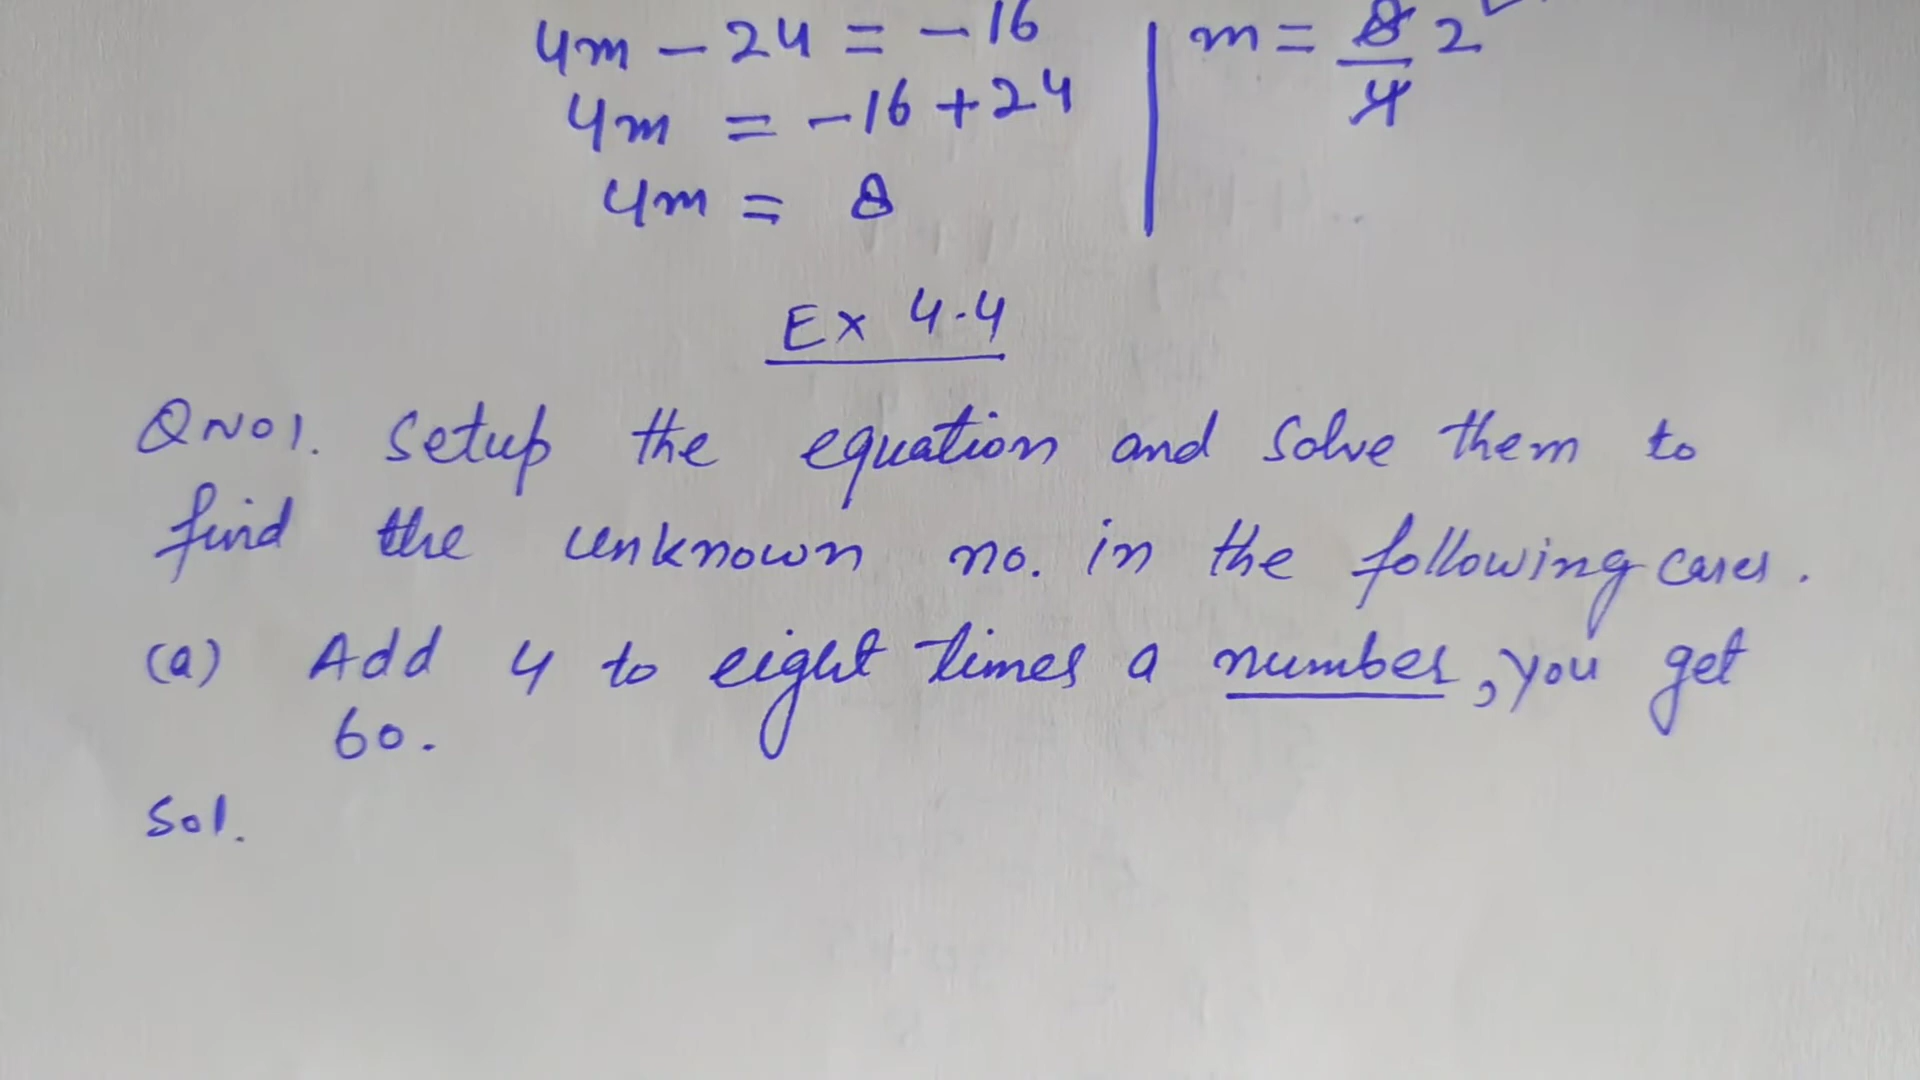 4m - 24 = -16
m = 8/4 2
4m = -16 + 24
4m = 8
Ex 4.4
Q NO 1. Setup the equation and solve them to
find the unknown no. in the following cases.
(a) Add 4 to eight times a number, you get
60.
Sol.